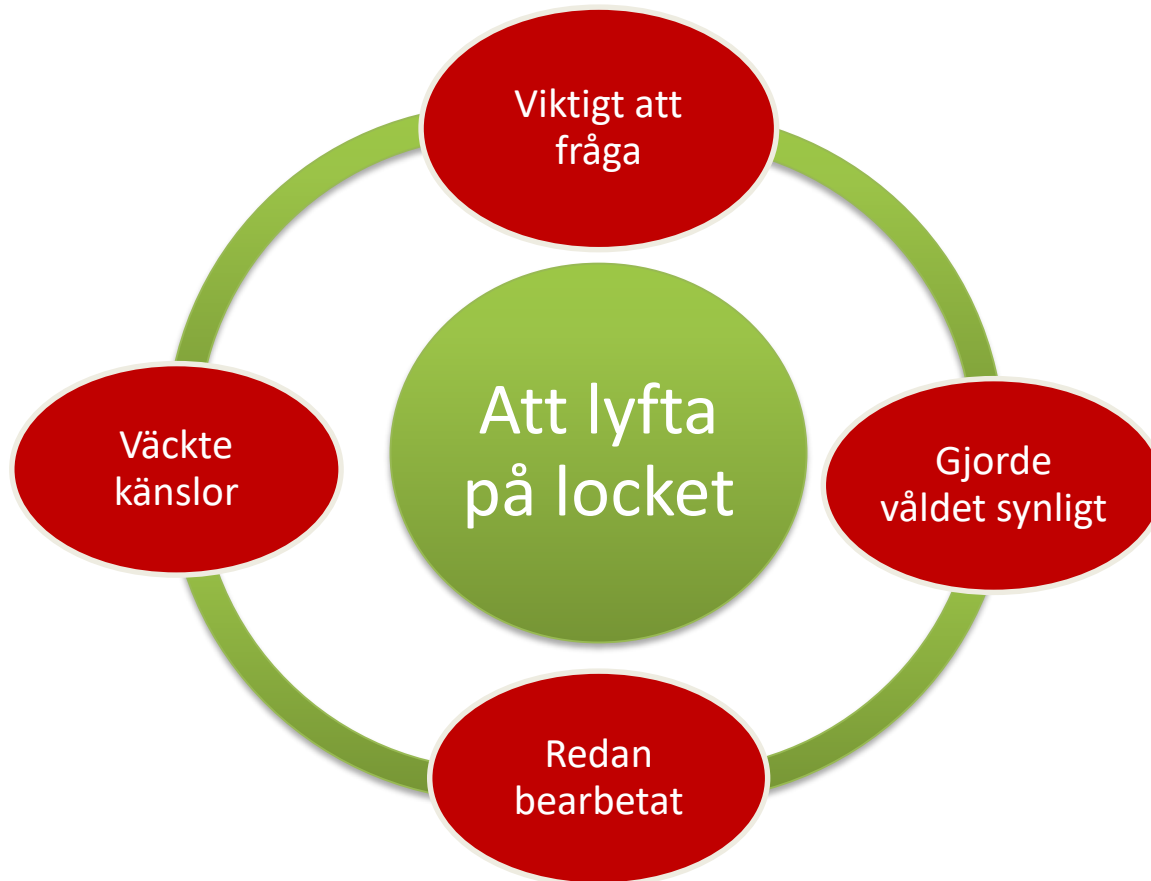 Viktigt att
fråga
Att lyfta
på locket
Väckte
känslor
Gjorde
våldet synligt
Redan
bearbetat